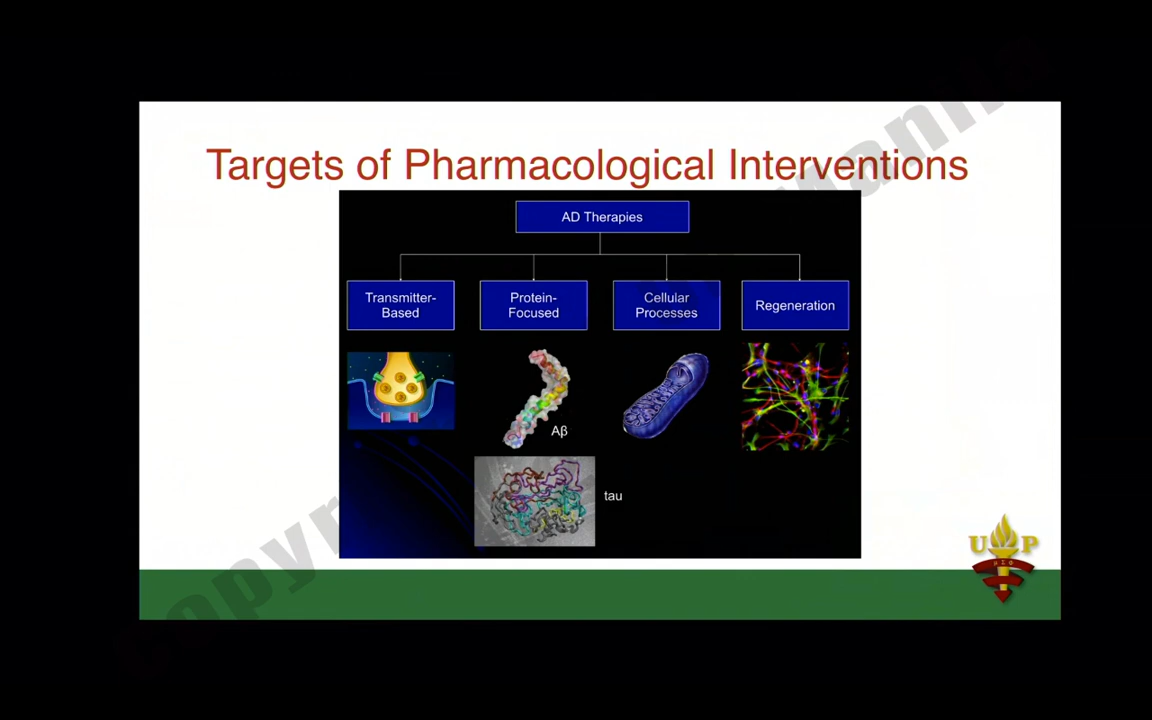 Targets of Pharmacological Interventions
AD Therapies
Transmitter-
Based
Protein-
Focused
Cellular
Processes
Regeneration
Aβ
tau
U P